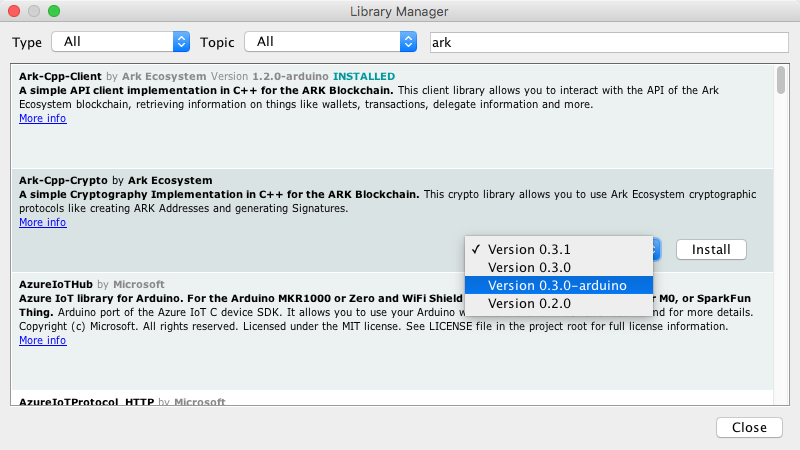 Library Manager
Type All Topic All ark
Ark-Cpp-Client by Ark Ecosystem Version 1.2.0-arduino INSTALLED
A simple API client implementation in C++ for the ARK Blockchain. This client library allows you to interact with the API of the Ark
Ecosystem blockchain, retrieving information on things like wallets, transactions, delegate information and more.
More info
Ark-Cpp-Crypto by Ark Ecosystem
A simple Cryptography Implementation in C++ for the ARK Blockchain. This crypto library allows you to use Ark Ecosystem cryptographic
protocols like creating ARK Addresses and generating Signatures.
More info
✓ Version 0.3.1 Install
Version 0.3.0
Version 0.3.0-arduino
Version 0.2.0
AzureIoTHub by Microsoft
Azure IoT library for Arduino. For the Arduino MKR1000 or Zero and WiFi Shield M0, or SparkFun
Thing. Arduino port of the Azure IoT C device SDK. It allows you to use your Arduino nd for more details.
Copyright (c) Microsoft. All rights reserved. Licensed under the MIT license. See LICENSE file in the project root for full license information.
More info
AzureIoTProtocol_HTTP by Microsoft
Close